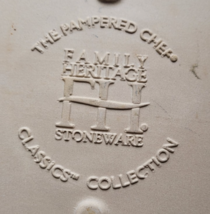 THE PAMPERED CHEF®
FAMILY
HERITAGE
FH®
STONEWARE
CLASSICS™ COLLECTION